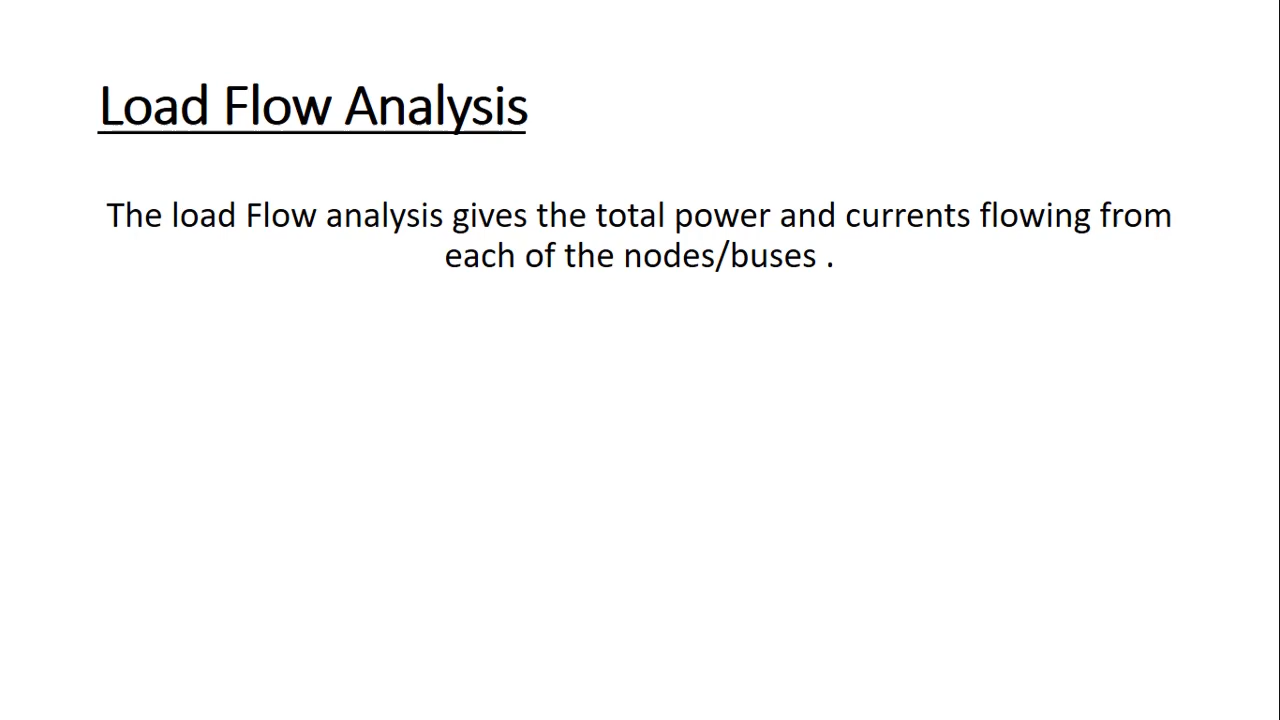 Load Flow Analysis
The load Flow analysis gives the total power and currents flowing from
each of the nodes/buses .